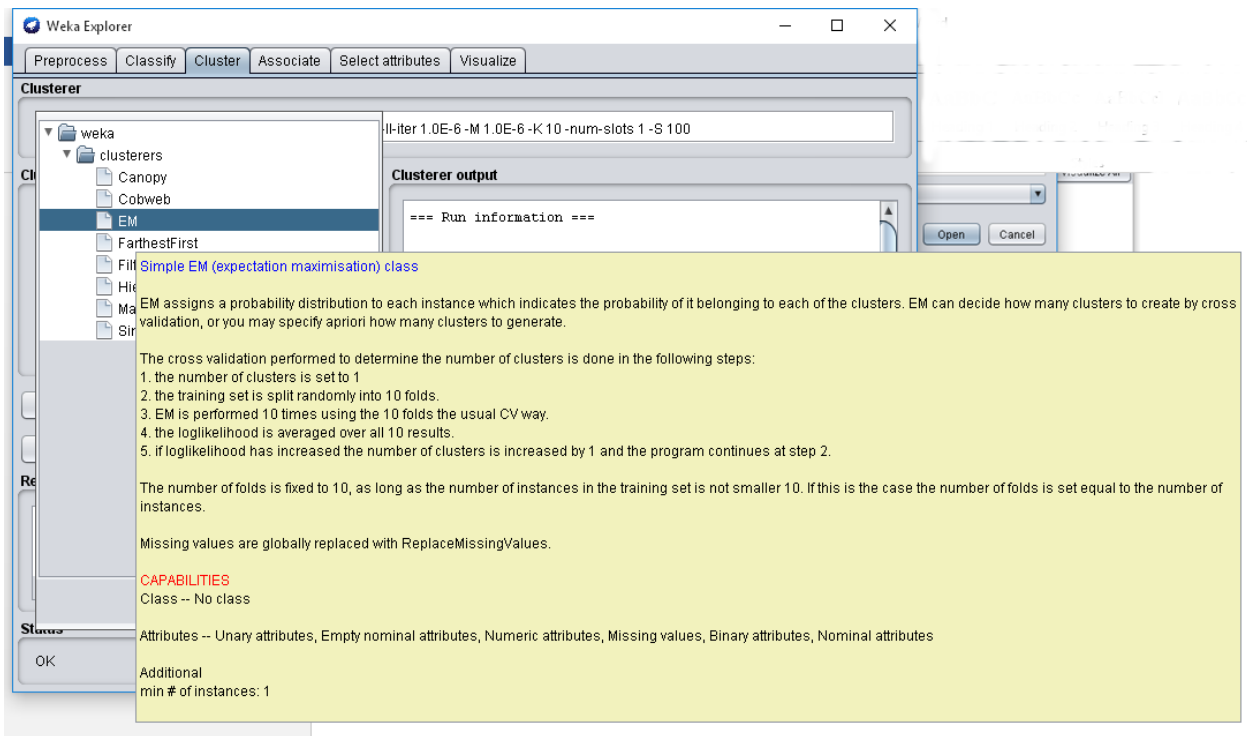 Weka Explorer
Preprocess Classify Cluster Associate Select attributes Visualize
Clusterer
-ll-iter 1.0E-6 -M 1.0E-6 -K 10 -num-slots 1 -S 100
weka
clusterers
Canopy
Cobweb
EM
FarthestFirst
Filt
Hie
Ma
Sir
Cl
Clusterer output
=== Run information ===
Open Cancel
Simple EM (expectation maximisation) class
EM assigns a probability distribution to each instance which indicates the probability of it belonging to each of the clusters. EM can decide how many clusters to create by cross
validation, or you may specify apriori how many clusters to generate.
The cross validation performed to determine the number of clusters is done in the following steps:
1. the number of clusters is set to 1
2. the training set is split randomly into 10 folds.
3. EM is performed 10 times using the 10 folds the usual CV way.
4. the loglikelihood is averaged over all 10 results.
5. if loglikelihood has increased the number of clusters is increased by 1 and the program continues at step 2.
The number of folds is fixed to 10, as long as the number of instances in the training set is not smaller 10. If this is the case the number of folds is set equal to the number of
instances.
Missing values are globally replaced with ReplaceMissingValues.
CAPABILITIES
Class -- No class
Attributes -- Unary attributes, Empty nominal attributes, Numeric attributes, Missing values, Binary attributes, Nominal attributes
Additional
min # of instances: 1
Re
Status
OK